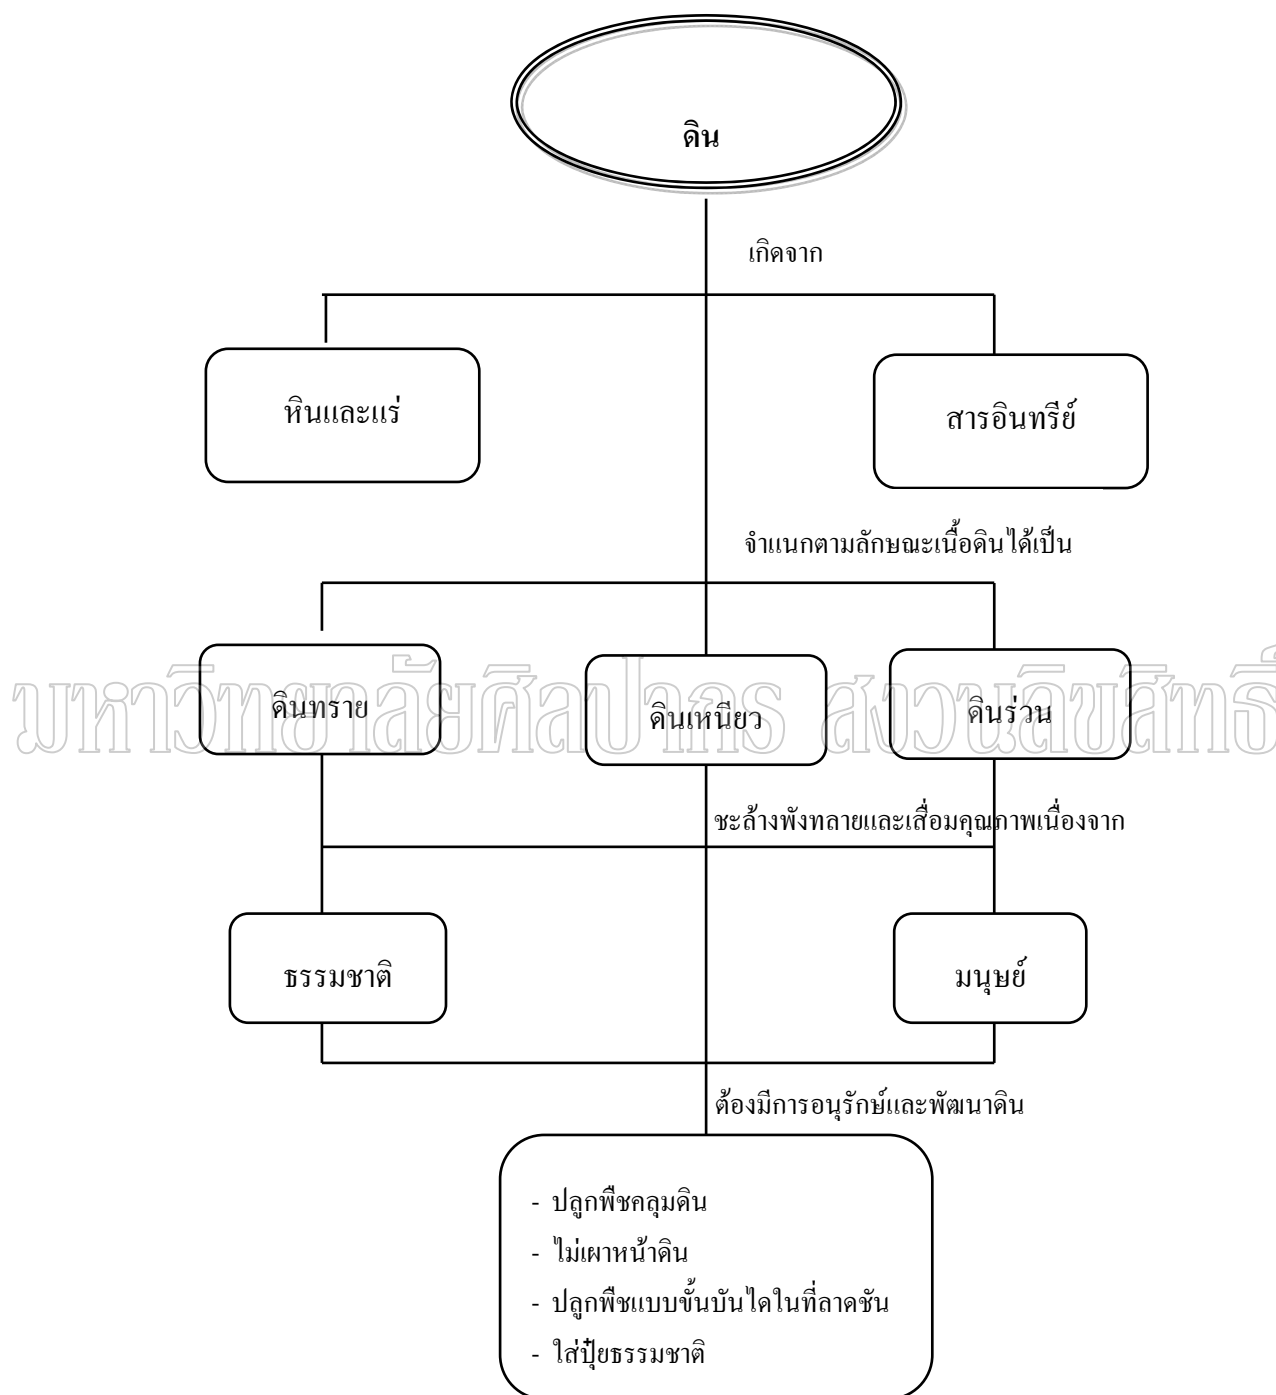 ดิน
เกิดจาก
หินและแร่
สารอินทรีย์
จำแนกตามลักษณะเนื้อดินได้เป็น
มหาวิทยาลัยศิลปากร สงวนลิขสิทธิ์
ดินทราย
ดินเหนียว
ดินร่วน
ชะล้างพังทลายและเสื่อมคุณภาพเนื่องจาก
ธรรมชาติ
มนุษย์
ต้องมีการอนุรักษ์และพัฒนาดิน
- ปลูกพืชคลุมดิน
- ไม่เผาหน้าดิน
- ปลูกพืชแบบขั้นบันไดในที่ลาดชัน
- ใส่ปุ๋ยธรรมชาติ